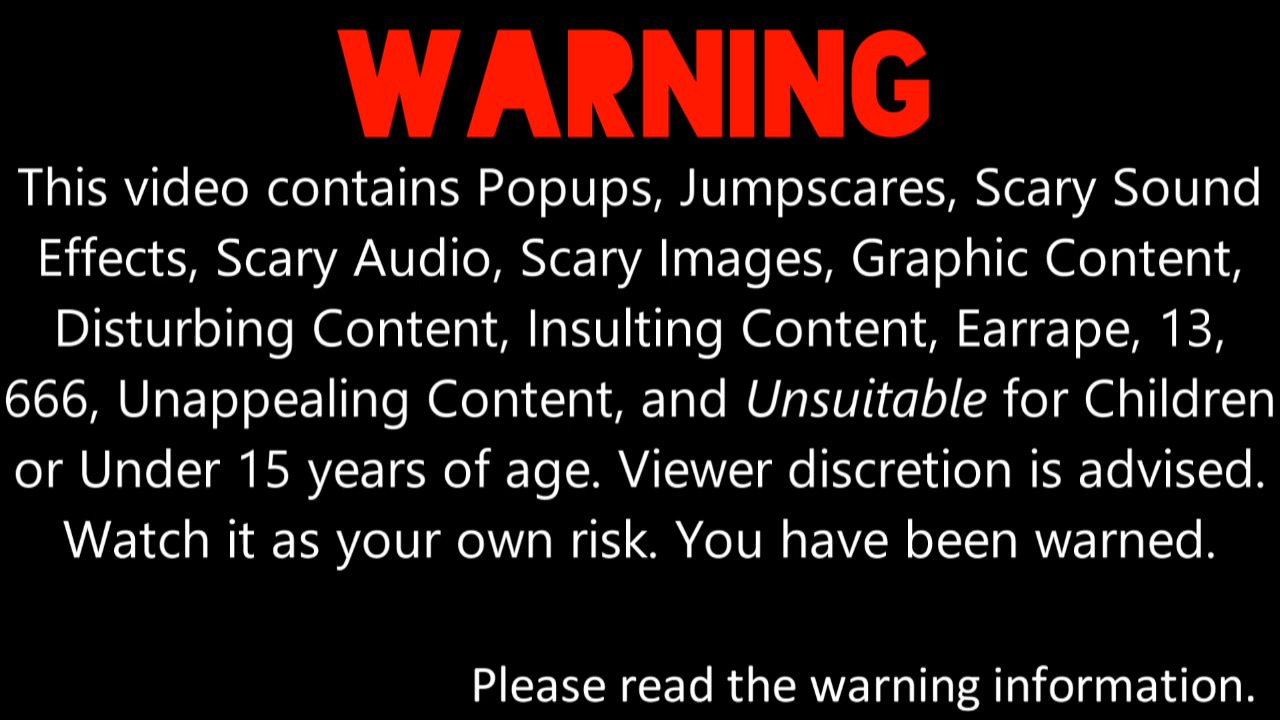 WARNING
This video contains Popups, Jumpscares, Scary Sound
Effects, Scary Audio, Scary Images, Graphic Content,
Disturbing Content, Insulting Content, Earrape, 13,
666, Unappealing Content, and Unsuitable for Children
or Under 15 years of age. Viewer discretion is advised.
Watch it as your own risk. You have been warned.
Please read the warning information.